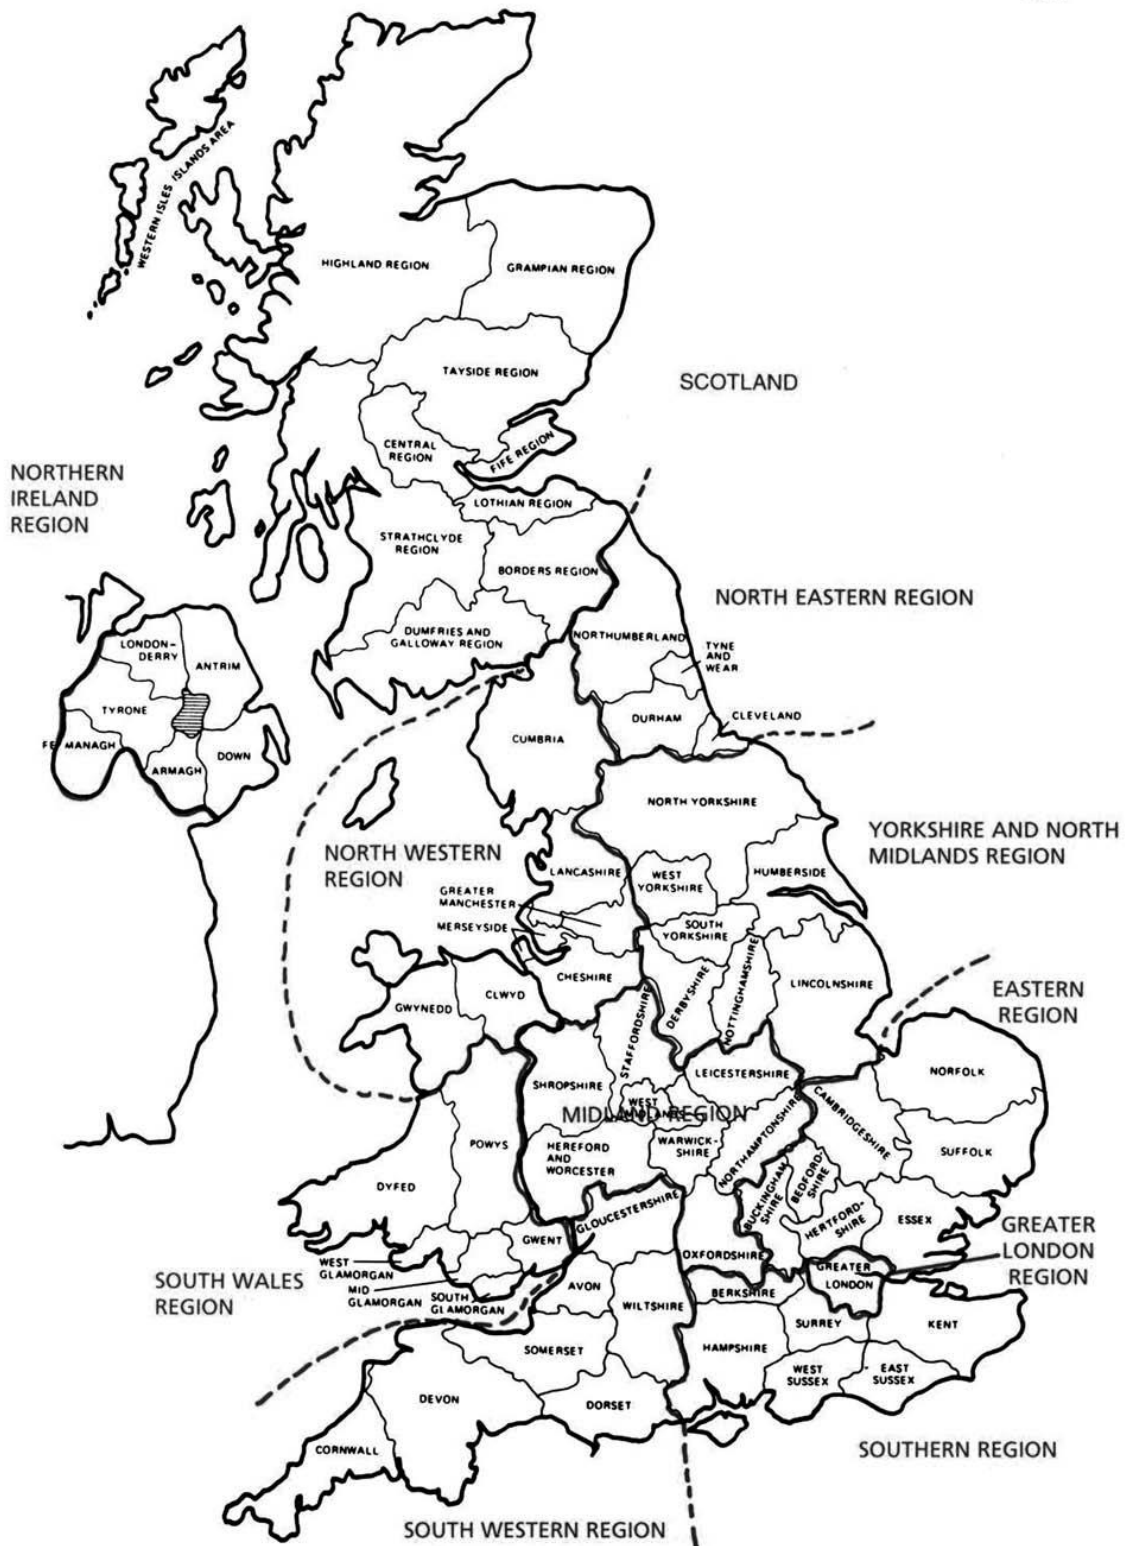 WESTERN ISLES ISLANDS AREA
HIGHLAND REGION
GRAMPIAN REGION
TAYSIDE REGION
SCOTLAND
CENTRAL
REGION
FIFE REGION
NORTHERN
IRELAND
REGION
LOTHIAN REGION
STRATHCLYDE
REGION
BORDERS REGION
NORTH EASTERN REGION
DUMFRIES AND
GALLOWAY REGION
NORTHUMBERLAND
TYNE
AND
WEAR
LONDON-
DERRY
ANTRIM
TYRONE
FE MANAGH
ARMAGH
DOWN
DURHAM
CLEVELAND
CUMBRIA
NORTH YORKSHIRE
YORKSHIRE AND NORTH
MIDLANDS REGION
NORTH WESTERN
REGION
LANCASHIRE
WEST
YORKSHIRE
HUMBERSIDE
GREATER
MANCHESTER
MERSEYSIDE
SOUTH
YORKSHIRE
CHESHIRE
DERBYSHIRE
NOTTINGHAMSHIRE
LINCOLNSHIRE
GWYNEDD
CLWYD
EASTERN
REGION
STAFFORDSHIRE
SHROPSHIRE
LEICESTERSHIRE
NORFOLK
WEST
MIDLANDS
MIDLAND REGION
CAMBRIDGESHIRE
POWYS
HEREFORD
AND
WORCESTER
WARWICK-
SHIRE
NORTHAMPTONSHIRE
SUFFOLK
DYFED
BUCKINGHAM
SHIRE
BEDFORD-
SHIRE
HERTFORD-
SHIRE
ESSEX
GLOUCESTERSHIRE
GWENT
OXFORDSHIRE
GREATER
LONDON
REGION
WEST
GLAMORGAN
MID
GLAMORGAN
SOUTH
GLAMORGAN
SOUTH WALES
REGION
AVON
WILTSHIRE
BERKSHIRE
GREATER
LONDON
SURREY
KENT
SOMERSET
HAMPSHIRE
WEST
SUSSEX
EAST
SUSSEX
DEVON
DORSET
CORNWALL
SOUTHERN REGION
SOUTH WESTERN REGION